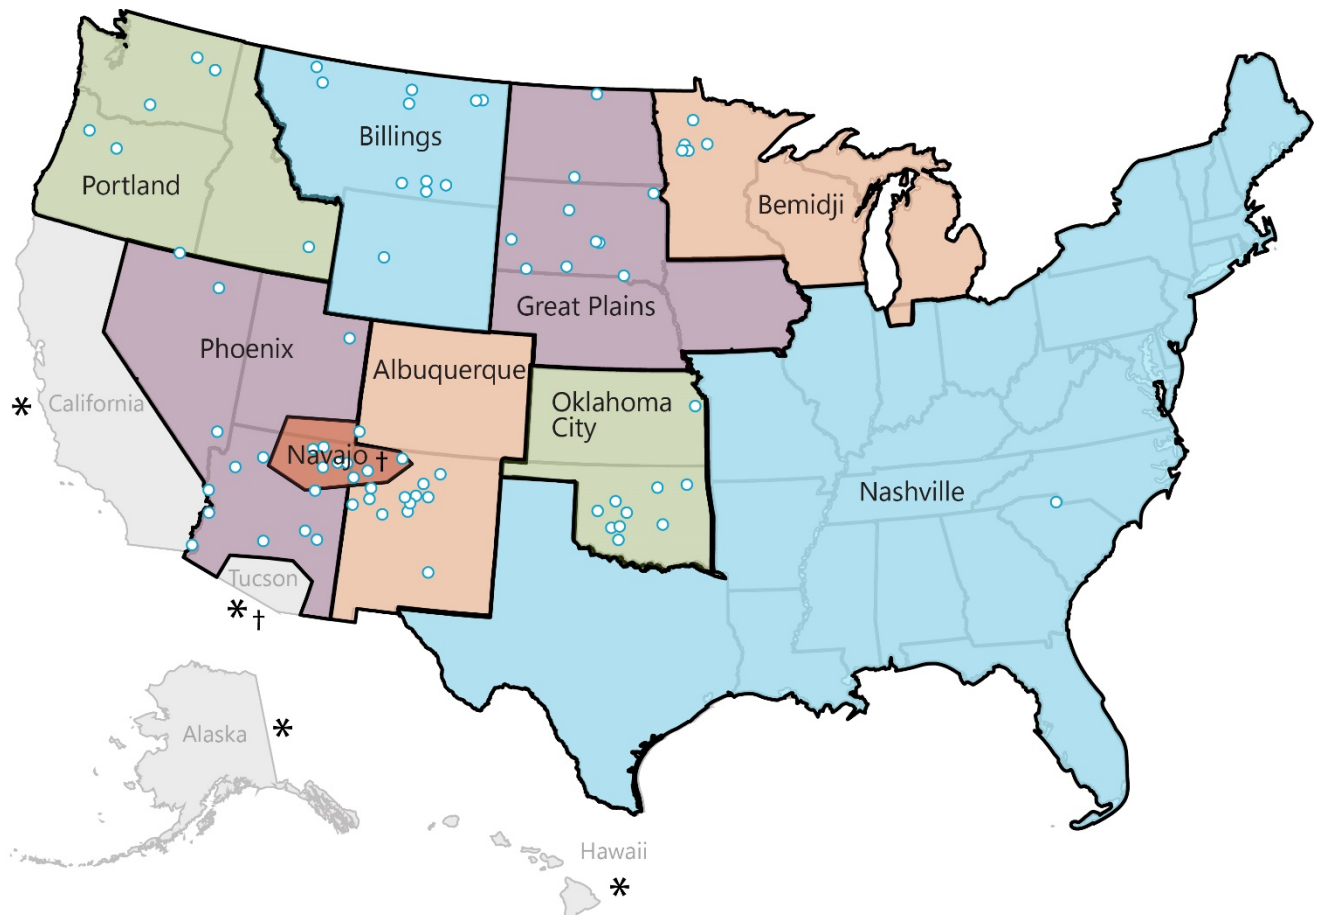 Billings
Portland
Bemidji
Great Plains
Phoenix
Albuquerque
* California
Oklahoma
City
Navajo †
Nashville
Tucson
* †
Alaska *
Hawaii
*